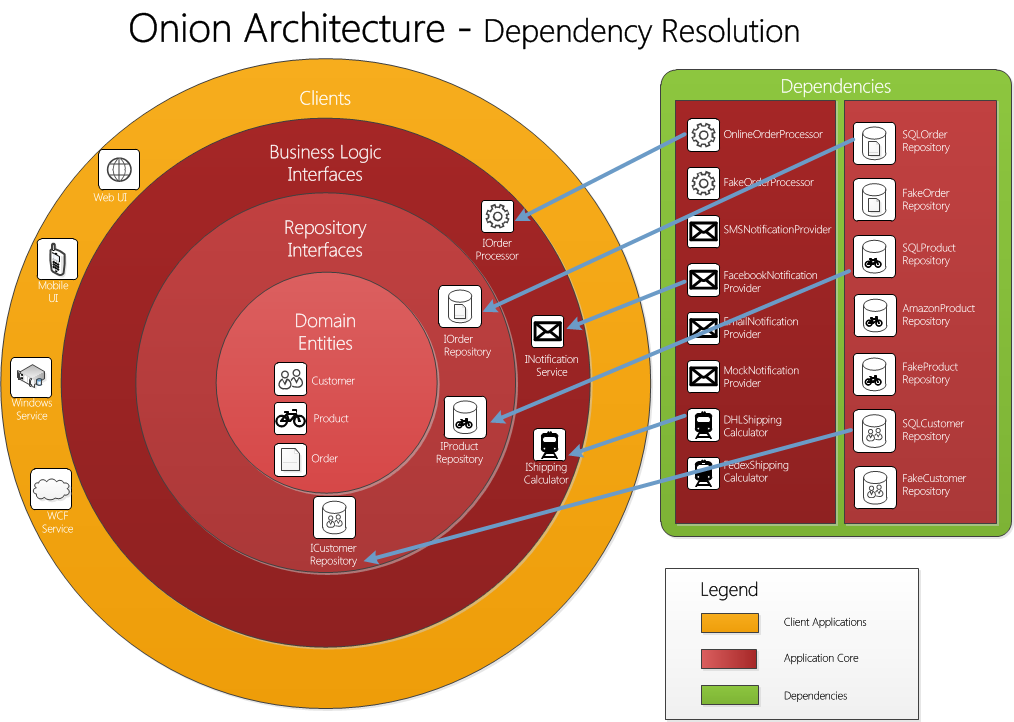 Onion Architecture - Dependency Resolution
Clients
Business Logic
Interfaces
Repository
Interfaces
Domain
Entities
Customer
Product
Order
Web UI
Mobile
UI
Windows
Service
WCF
Service
IOrder
Processor
IOrder
Repository
INotification
Service
IProduct
Repository
IShipping
Calculator
ICustomer
Repository
Dependencies
OnlineOrderProcessor
FakeOrderProcessor
SMSNotificationProvider
FacebookNotification
Provider
EmailNotification
Provider
MockNotification
Provider
DHLShipping
Calculator
FedexShipping
Calculator
SQLOrder
Repository
FakeOrder
Repository
SQLProduct
Repository
AmazonProduct
Repository
FakeProduct
Repository
SQLCustomer
Repository
FakeCustomer
Repository
Legend
Client Applications
Application Core
Dependencies